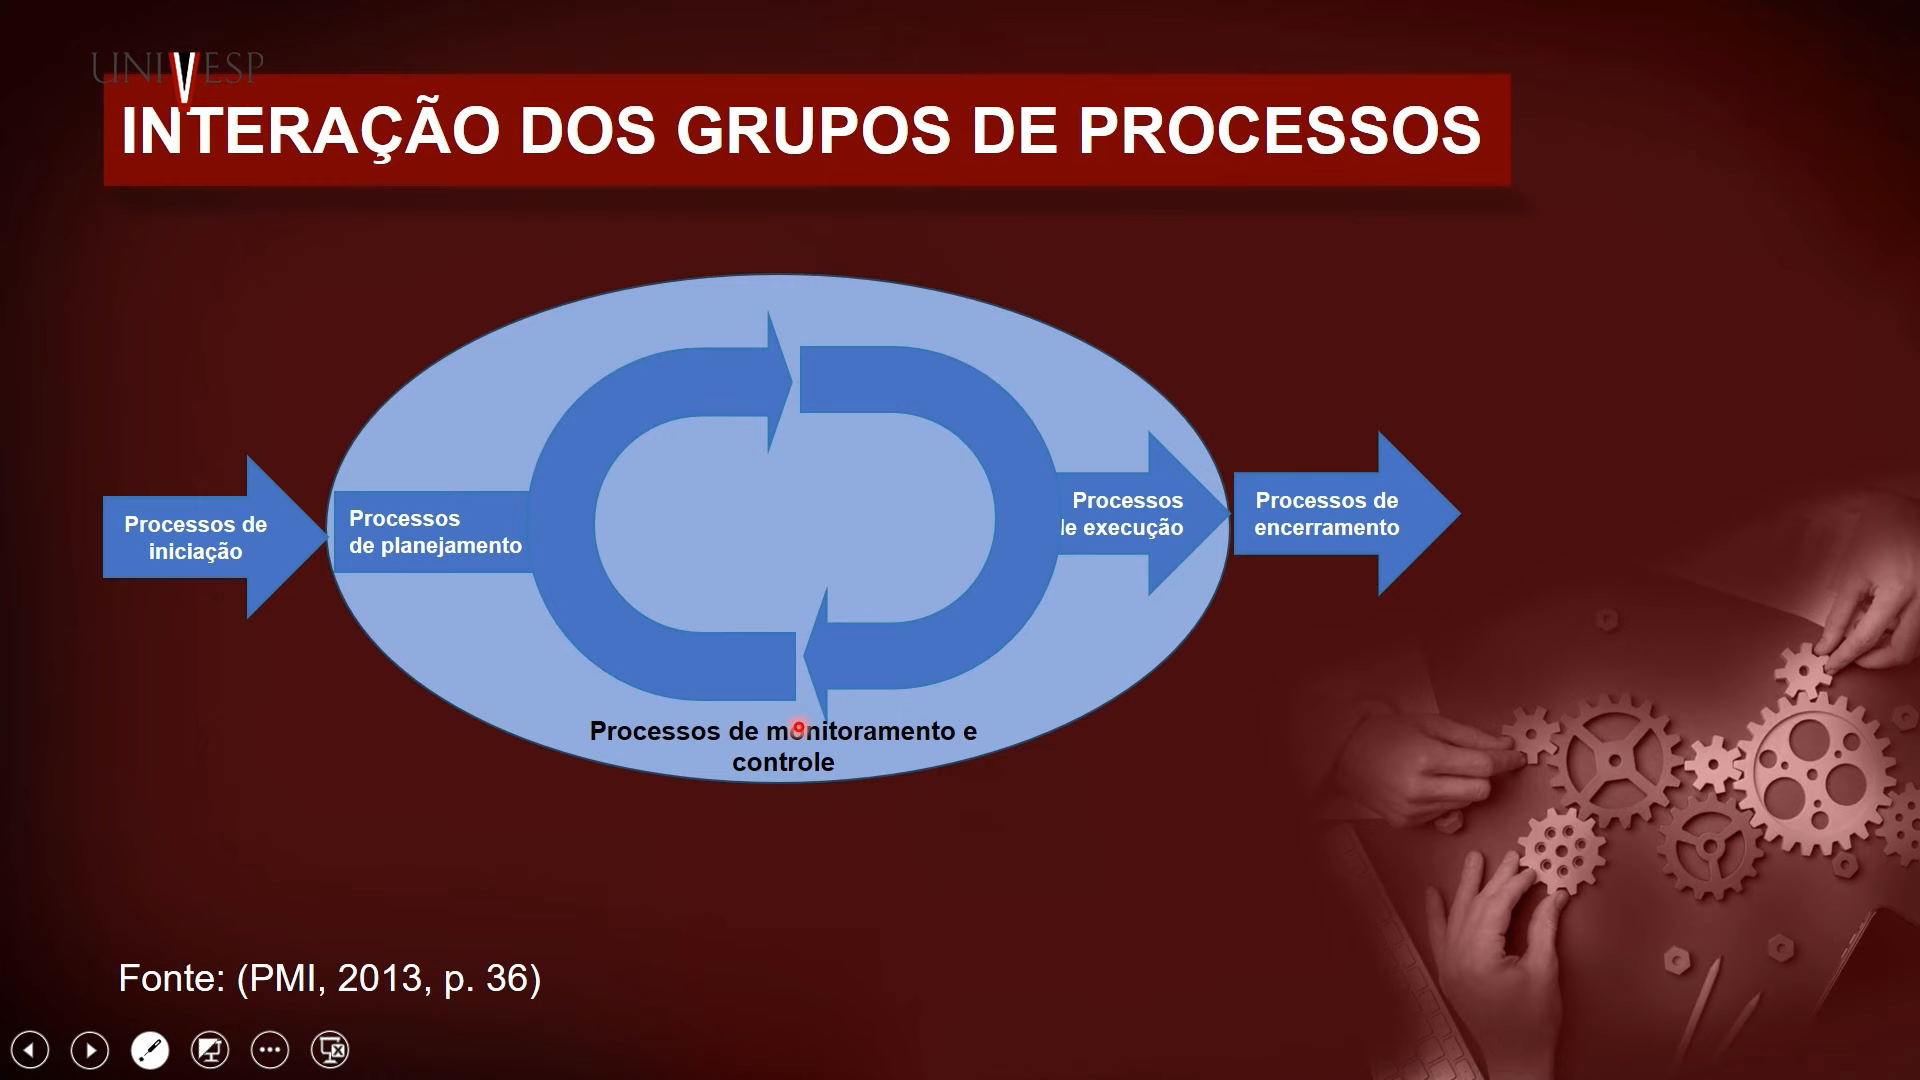 UNIVESP
INTERAÇÃO DOS GRUPOS DE PROCESSOS
Processos de
iniciação
Processos
de planejamento
Processos
de execução
Processos de
encerramento
Processos de monitoramento e
controle
Fonte: (PMI, 2013, p. 36)